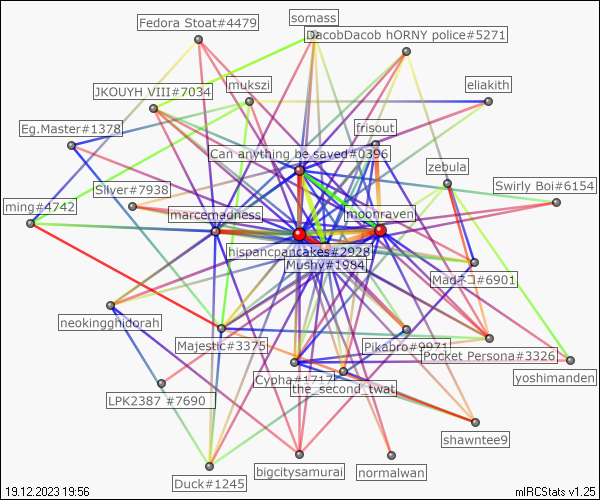 somass
Fedora Stoat#4479
DacobDacob hORNY police#5271
mukszi
eliakith
JKOUYH VIII#7034
Eg.Master#1378
frisout
Can anything be saved#0396
zebula
Silver#7938
Swirly Boi#6154
ming#4742
marcemadness
moonraven
hispancpancakes#2928
Mushy#1984
Madネコ#6901
neokingghidorah
Majestic#3375
Pikabro#9971
Pocket Persona#3326
Cypha#1717
yoshimanden
the_second_twat
LPK2387 #7690
shawntee9
bigcitysamurai
normalwan
Duck#1245
19.12.2023 19:56
mIRCStats v1.25